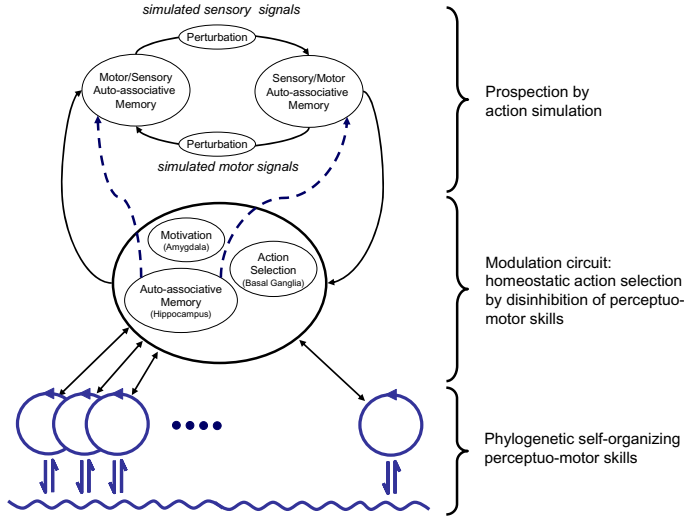 simulated sensory signals
Perturbation
Motor/Sensory
Auto-associative
Memory
Sensory/Motor
Auto-associative
Memory
Perturbation
simulated motor signals
Prospection by
action simulation
Motivation
(Amygdala)
Action
Selection
(Basal Ganglia)
Auto-associative
Memory
(Hippocampus)
Modulation circuit:
homeostatic action selection
by disinhibition of perceptuo-
motor skills
Phylogenetic self-organizing
perceptuo-motor skills